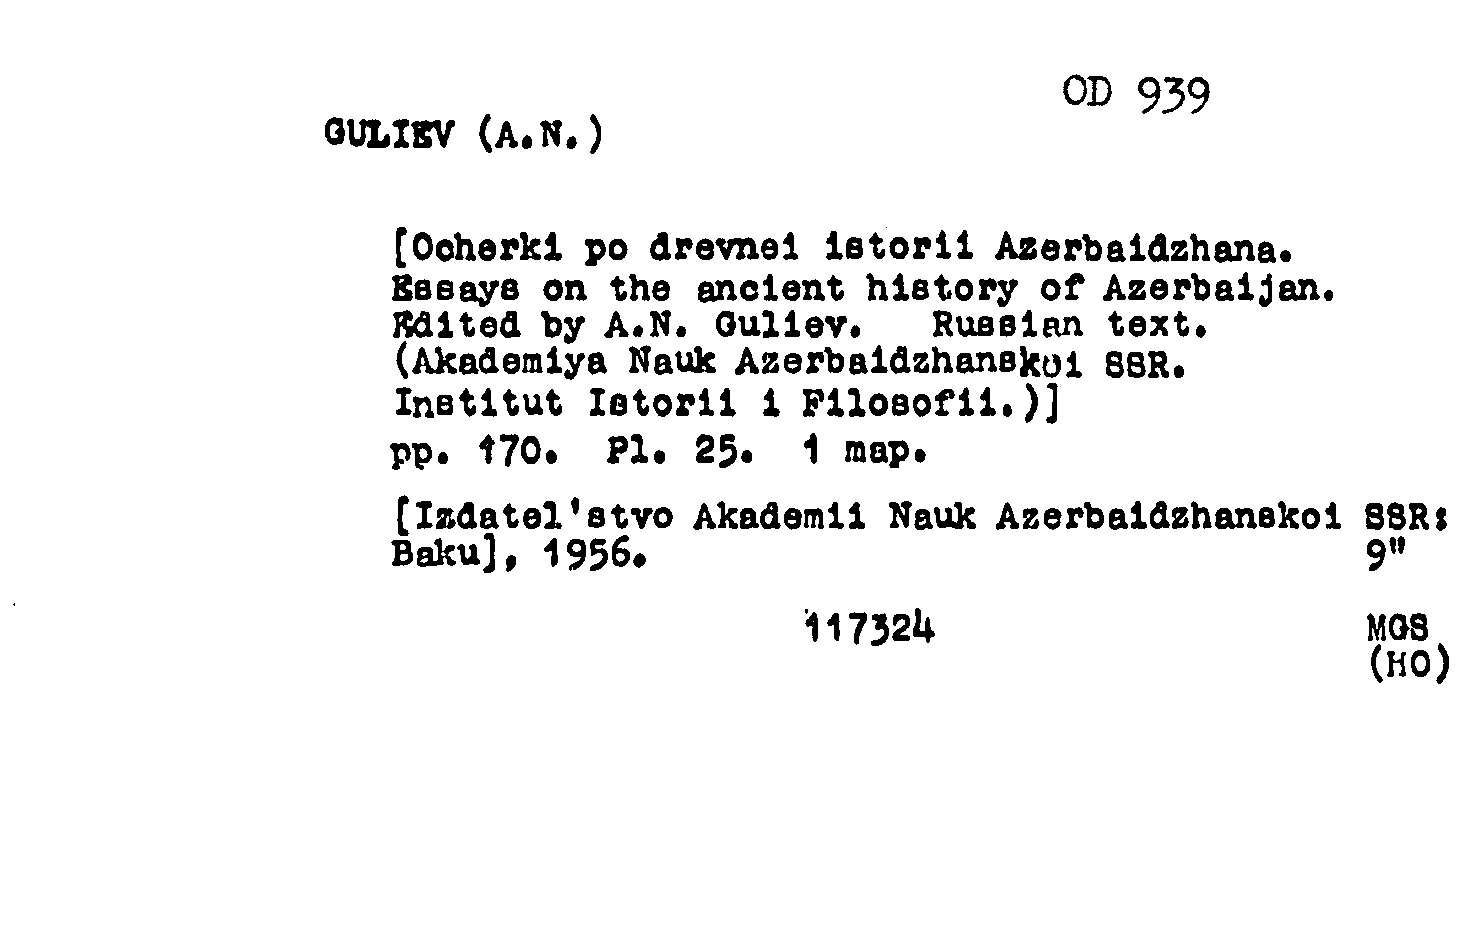 OD 939
GULIEV (A.N.)
[Ocherki po drevnei istorii Azerbaidzhana.
Essays on the ancient history of Azerbaijan.
Edited by A.N. Guliev. Russian text.
(Akademiya Nauk Azerbaidzhanskoi SSR.
Institut Istorii i Filosofii.)]
pp. 170. Pl. 25. 1 map.
[Izdatel'stvo Akademii Nauk Azerbaidzhanskoi SSR:
Baku], 1956. 9"
117324 MGS
(HO)